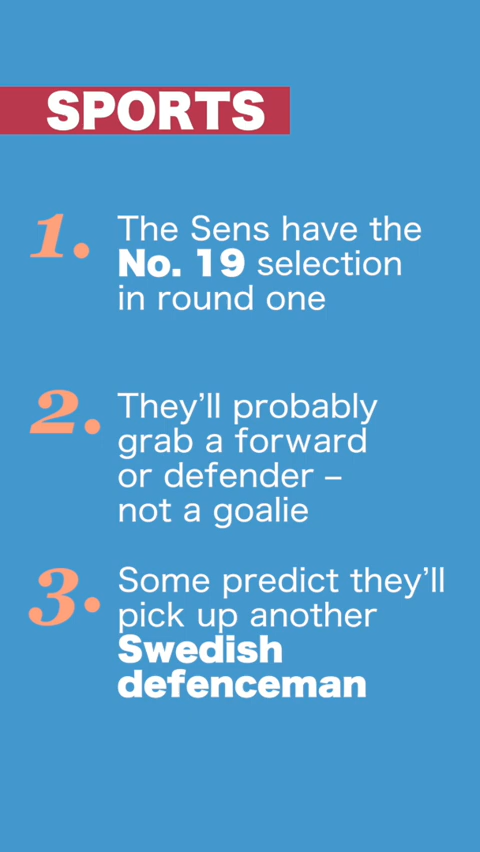 SPORTS
1. The Sens have the
No. 19 selection
in round one
2. They’ll probably
grab a forward
or defender –
not a goalie
3. Some predict they’ll
pick up another
Swedish
defenceman